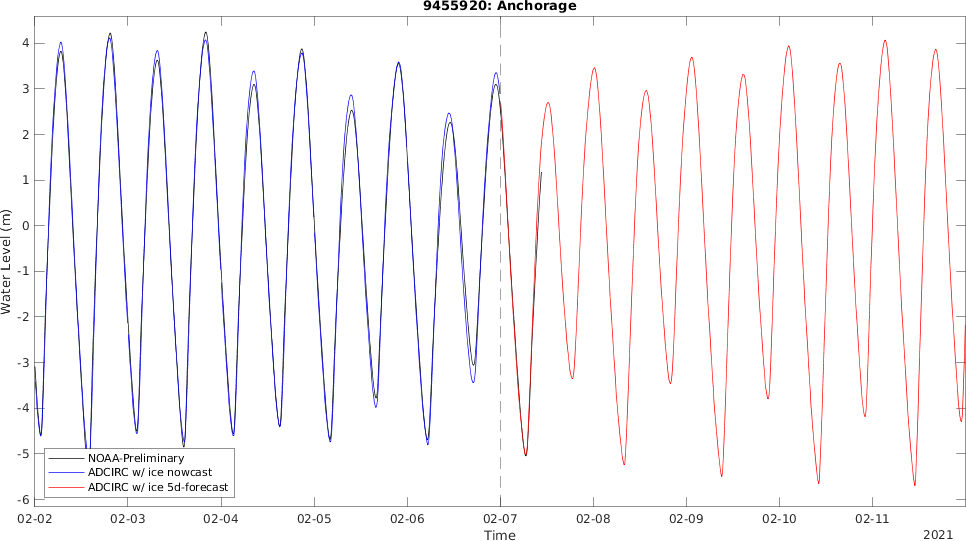 9455920: Anchorage
4
3
2
1
0
-1
-2
-3
-4
-5
-6
Water Level (m)
NOAA-Preliminary
ADCIRC w/ ice nowcast
ADCIRC w/ ice 5d-forecast
02-02 02-03 02-04 02-05 02-06 02-07 02-08 02-09 02-10 02-11
Time
2021